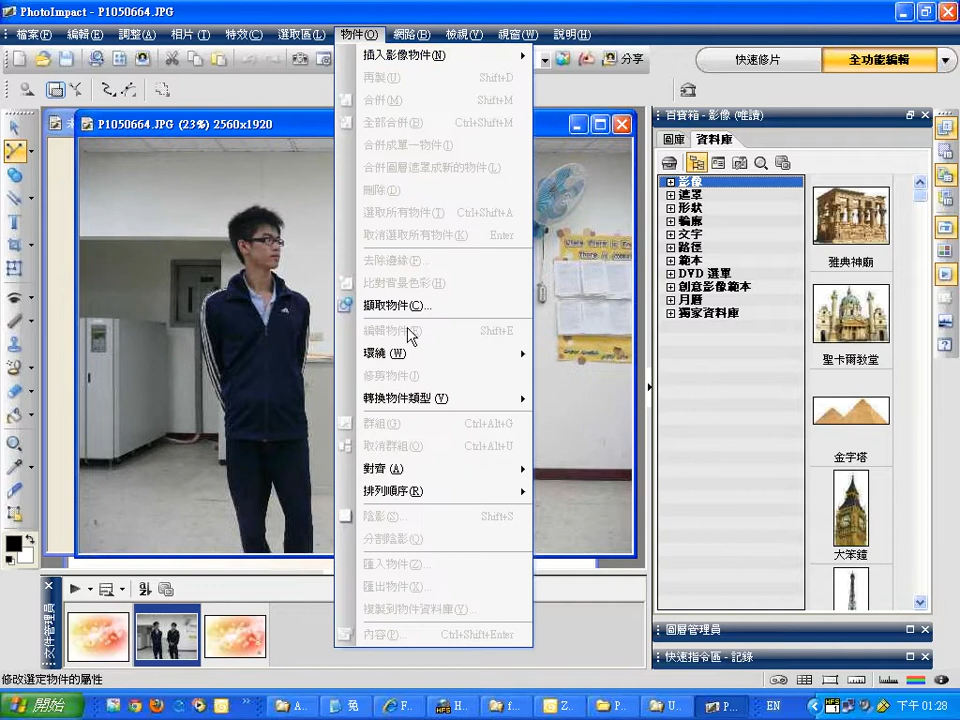 PhotoImpact - P1050664.JPG
檔案(F) 編輯(E) 調整(A) 相片(I) 特效(C) 選取區(L) 物件(O) 網路(B) 檢視(V) 視窗(W) 說明(H)
分享
快速修片
全功能編輯
P1050664.JPG (23%) 2560x1920
插入影像物件(N)
再製(U) Shift+D
合併(M) Shift+M
全部合併(B) Ctrl+Shift+M
合併成單一物件(I)
合併圖層遮罩成新的物件(L)
刪除(D)
選取所有物件(T) Ctrl+Shift+A
取消選取所有物件(K) Enter
去除邊緣(F)...
比對背景色彩(H)
擷取物件(C)...
編輯物件(E) Shift+E
環繞(W)
修剪物件(J)
轉換物件類型(Y)
群組(G) Ctrl+Alt+G
取消群組(O) Ctrl+Alt+U
對齊(A)
排列順序(R)
陰影(S)... Shift+S
分割陰影(Q)
匯入物件(Z)...
匯出物件(X)...
複製到物件資料庫(V)...
內容(P)... Ctrl+Shift+Enter
百寶箱 - 影像 (唯讀)
圖庫 資料庫
影像
遮罩
形狀
輪廓
文字
路徑
範本
DVD 選單
創意影像範本
月曆
獨家資料庫
雅典神廟
聖卡爾教堂
金字塔
大笨鐘
圖層管理員
快速指令區 - 記錄
文件管理員
修改選定物件的屬性
開始
A...
兔
F...
H...
f...
Z...
P...
U...
P...
EN
下午 01:28